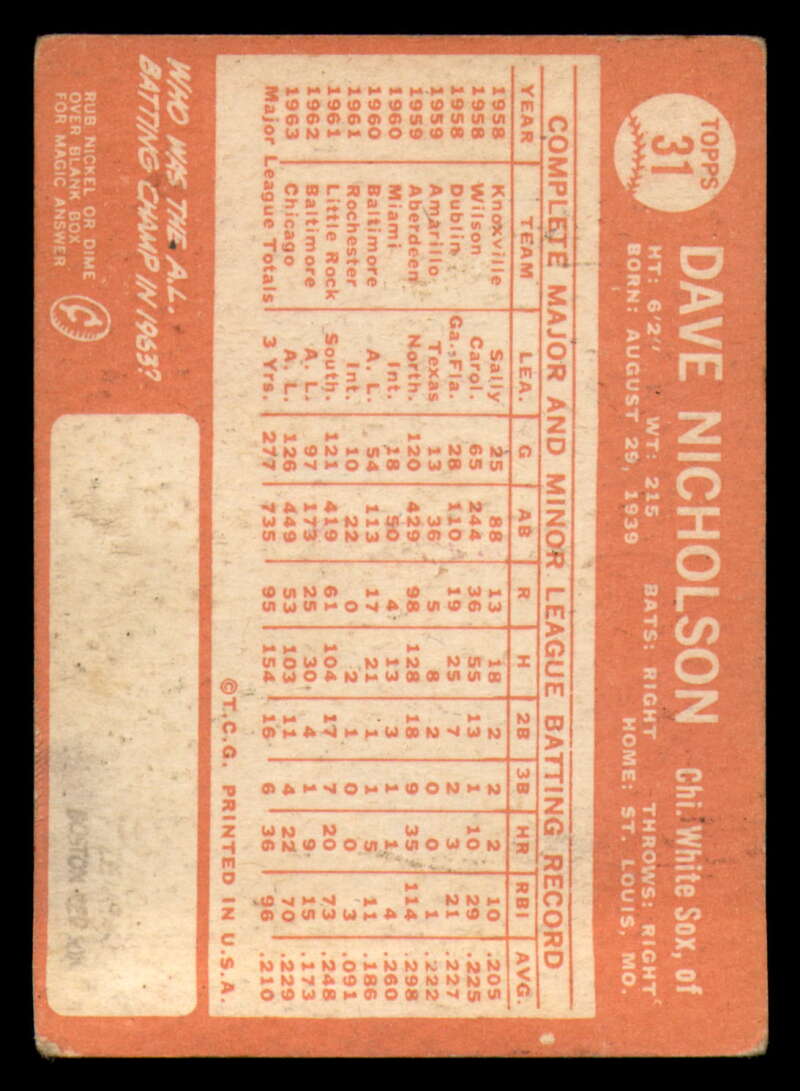 TOPPS
31
DAVE NICHOLSON Chi. White Sox, of
HT: 6'2" WT: 215 BATS: RIGHT THROWS: RIGHT
BORN: AUGUST 29, 1939 HOME: ST. LOUIS, MO.
COMPLETE MAJOR AND MINOR LEAGUE BATTING RECORD
YEAR TEAM LEA. G AB R H 2B 3B HR RBI AVG.
1958 Knoxville Sally 25 88 13 18 2 2 2 10 .205
1958 Wilson Carol. 65 244 36 55 13 1 10 29 .225
1958 Dublin Ga., Fla. 28 110 19 25 7 2 3 21 .227
1959 Amarillo Texas 13 36 5 8 2 0 0 1 .222
1959 Aberdeen North. 120 429 98 128 18 9 35 114 .298
1960 Miami Int. 18 50 4 13 3 1 1 4 .260
1960 Baltimore A. L. 54 113 17 21 1 1 5 11 .186
1961 Rochester Int. 10 22 0 2 1 0 0 3 .091
1961 Little Rock South. 121 419 61 104 17 7 20 73 .248
1962 Baltimore A. L. 97 173 25 30 4 1 9 15 .173
1963 Chicago A. L. 126 449 53 103 11 4 22 70 .229
Major League Totals 3 Yrs. 277 735 95 154 16 6 36 96 .210
©T.C.G. PRINTED IN U.S.A.
WHO WAS THE A.L.
BATTING CHAMP IN 1963?
RUB NICKEL OR DIME
OVER BLANK BOX
FOR MAGIC ANSWER
BOSTON RED